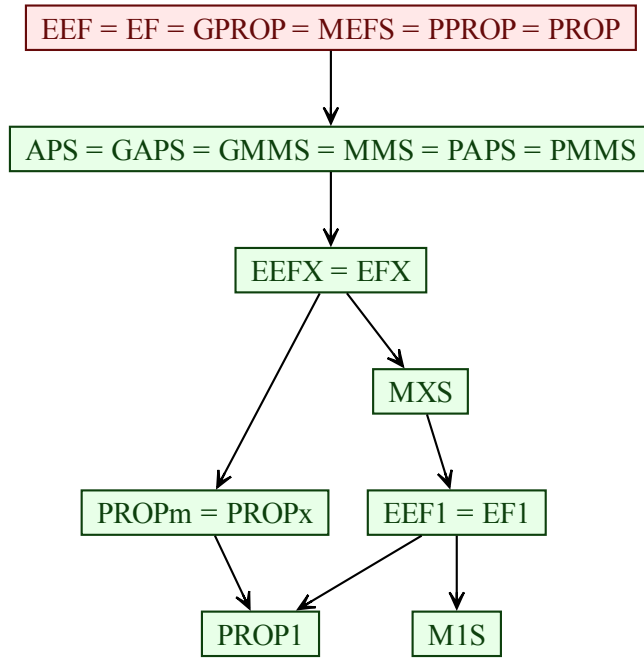 EEF = EF = GPROP = MEFS = PPROP = PROP
APS = GAPS = GMMS = MMS = PAPS = PMMS
EEFX = EFX
MXS
PROPm = PROPx
EEF1 = EF1
PROP1
M1S